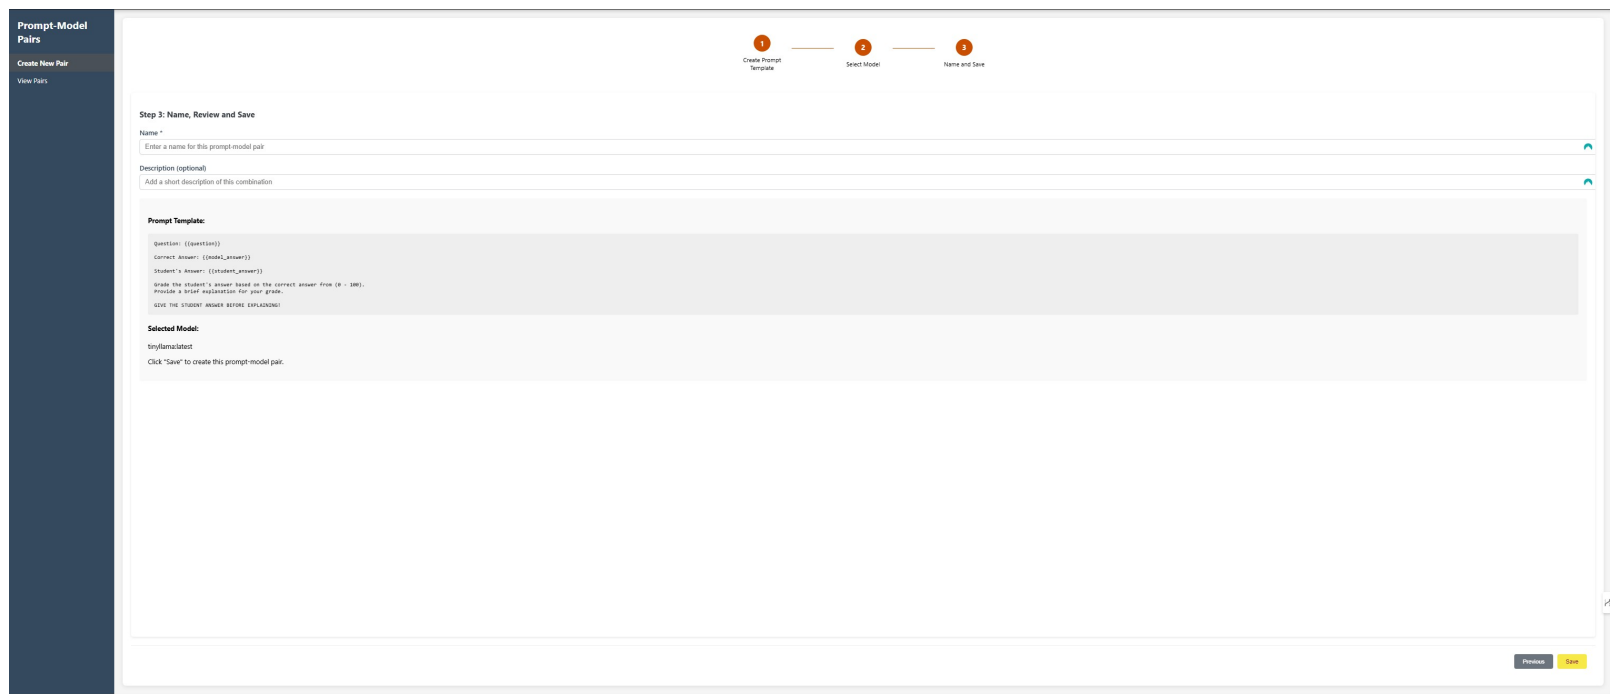 Prompt-Model
Pairs
Create New Pair
View Pairs
1
Create Prompt
Template
2
Select Model
3
Name and Save
Step 3: Name, Review and Save
Name *
Enter a name for this prompt-model pair
Description (optional)
Add a short description of this combination
Prompt Template:
Question: {{question}}
Correct Answer: {{model_answer}}
Student's Answer: {{student_answer}}
Grade the student's answer based on the correct answer from (0 - 100).
Provide a brief explanation for your grade.
GIVE THE STUDENT ANSWER BEFORE EXPLAINING!
Selected Model:
tinyllama:latest
Click "Save" to create this prompt-model pair.
Previous
Save